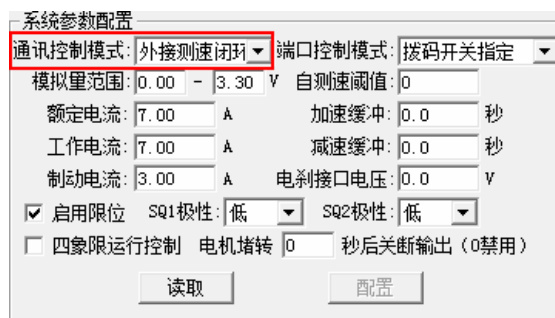 系统参数配置
通讯控制模式: 外接测速闭环 端口控制模式: 拨码开关指定
模拟量范围: 0.00 - 3.30 V 自测速阈值: 0
额定电流: 7.00 A 加速缓冲: 0.0 秒
工作电流: 7.00 A 减速缓冲: 0.0 秒
制动电流: 3.00 A 电刹接口电压: 0.0 V
启用限位 SQ1极性: 低 SQ2极性: 低
四象限运行控制 电机堵转 0 秒后关断输出（0禁用）
读取 配置